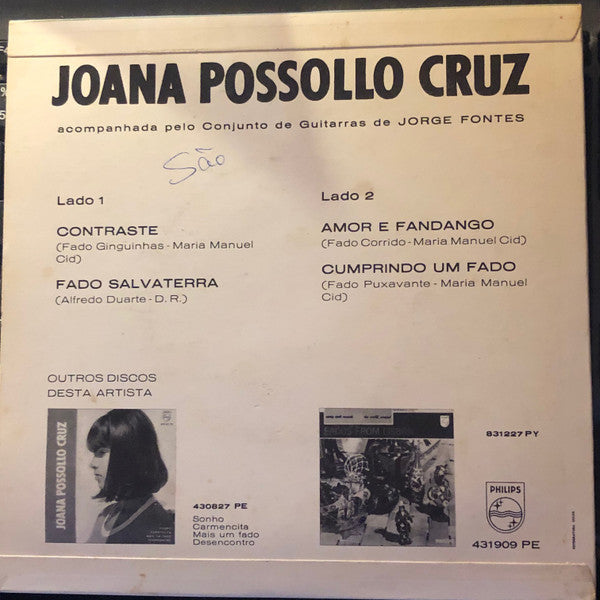 JOANA POSSOLLO CRUZ
acompanhada pelo Conjunto de Guitarras de JORGE FONTES
São
Lado 1
CONTRASTE
(Fado Ginguinhas - Maria Manuel
Cid)
FADO SALVATERRA
(Alfredo Duarte - D. R.)
Lado 2
AMOR E FANDANGO
(Fado Corrido - Maria Manuel Cid)
CUMPRINDO UM FADO
(Fado Puxavante - Maria Manuel
Cid)
OUTROS DISCOS
DESTA ARTISTA
JOANA POSSOLLO CRUZ
430827 PE
Sonho
Carmencita
Mais um fado
Desencontro
FADOS FROM
831227 PY
PHILIPS
431909 PE